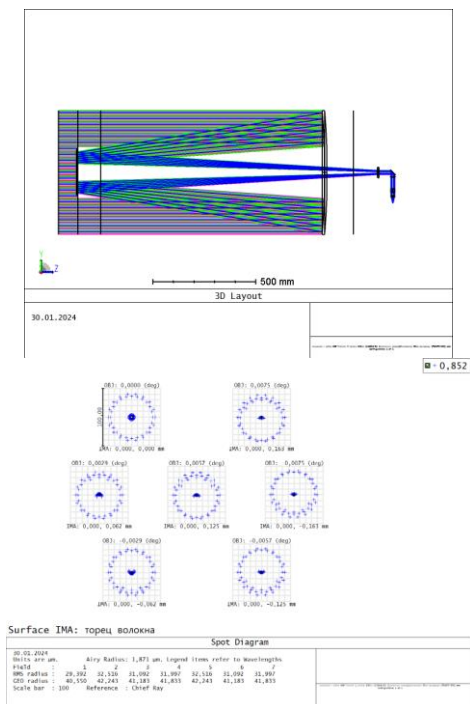 Y
Z
500 mm
3D Layout
30.01.2024
0,852
OBJ: 0,0000 (deg)
OBJ: 0,0075 (deg)
100,00
IMA: 0,000, 0,000 mm
IMA: 0,000, 0,163 mm
OBJ: 0,0029 (deg)
OBJ: 0,0057 (deg)
OBJ: -0,0075 (deg)
IMA: 0,000, 0,062 mm
IMA: 0,000, 0,125 mm
IMA: 0,000, -0,163 mm
OBJ: -0,0029 (deg)
OBJ: -0,0057 (deg)
IMA: 0,000, -0,062 mm
IMA: 0,000, -0,125 mm
Surface IMA: торец волокна
Spot Diagram
30.01.2024
Units are µm. Airy Radius: 1,871 µm. Legend items refer to Wavelengths
Field : 1 2 3 4 5 6 7
RMS radius : 29,392 32,516 31,092 31,997 32,516 31,092 31,997
GEO radius : 40,550 42,243 41,183 41,833 42,243 41,183 41,833
Scale bar : 100 Reference : Chief Ray